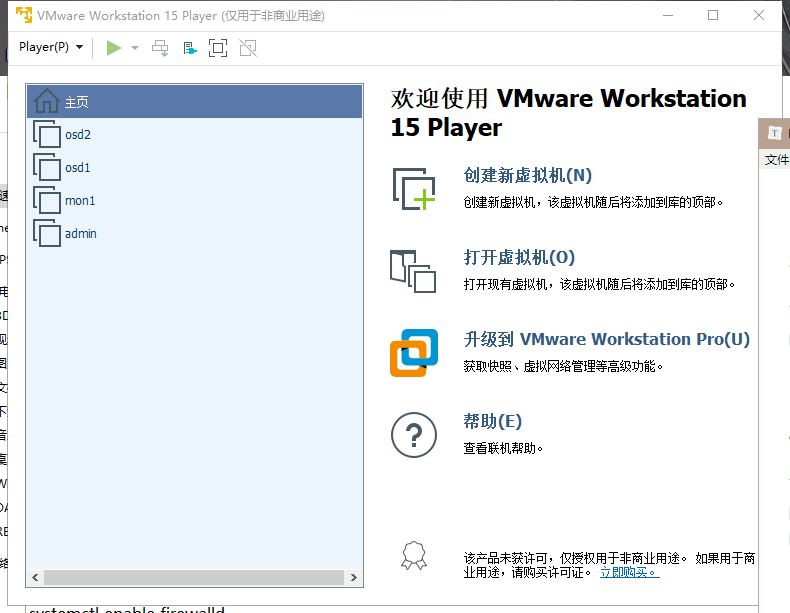 VMware Workstation 15 Player (仅用于非商业用途)
Player(P)
主页
osd2
osd1
mon1
admin
欢迎使用 VMware Workstation
15 Player
创建新虚拟机(N)
创建新虚拟机，该虚拟机随后将添加到库的顶部。
打开虚拟机(O)
打开现有虚拟机，该虚拟机随后将添加到库的顶部。
升级到 VMware Workstation Pro(U)
获取快照、虚拟网络管理等高级功能。
帮助(E)
查看联机帮助。
该产品未获许可，仅授权用于非商业用途。 如果用于商
业用途，请购买许可证。 立即购买。
T
文件
systemctl enable firewalld